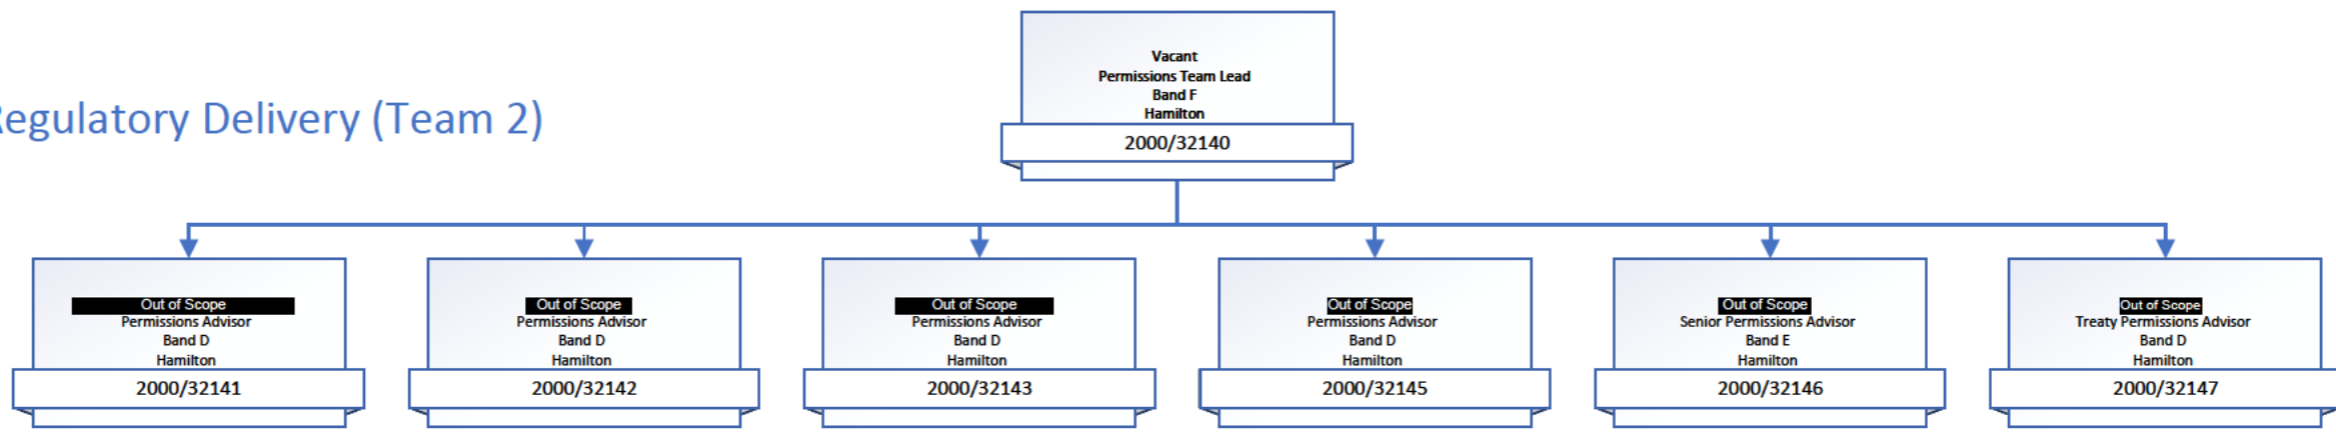 Regulatory Delivery (Team 2)
Vacant
Permissions Team Lead
Band F
Hamilton
2000/32140
Out of Scope
Permissions Advisor
Band D
Hamilton
2000/32141
Out of Scope
Permissions Advisor
Band D
Hamilton
2000/32142
Out of Scope
Permissions Advisor
Band D
Hamilton
2000/32143
Out of Scope
Permissions Advisor
Band D
Hamilton
2000/32145
Out of Scope
Senior Permissions Advisor
Band E
Hamilton
2000/32146
Out of Scope
Treaty Permissions Advisor
Band D
Hamilton
2000/32147